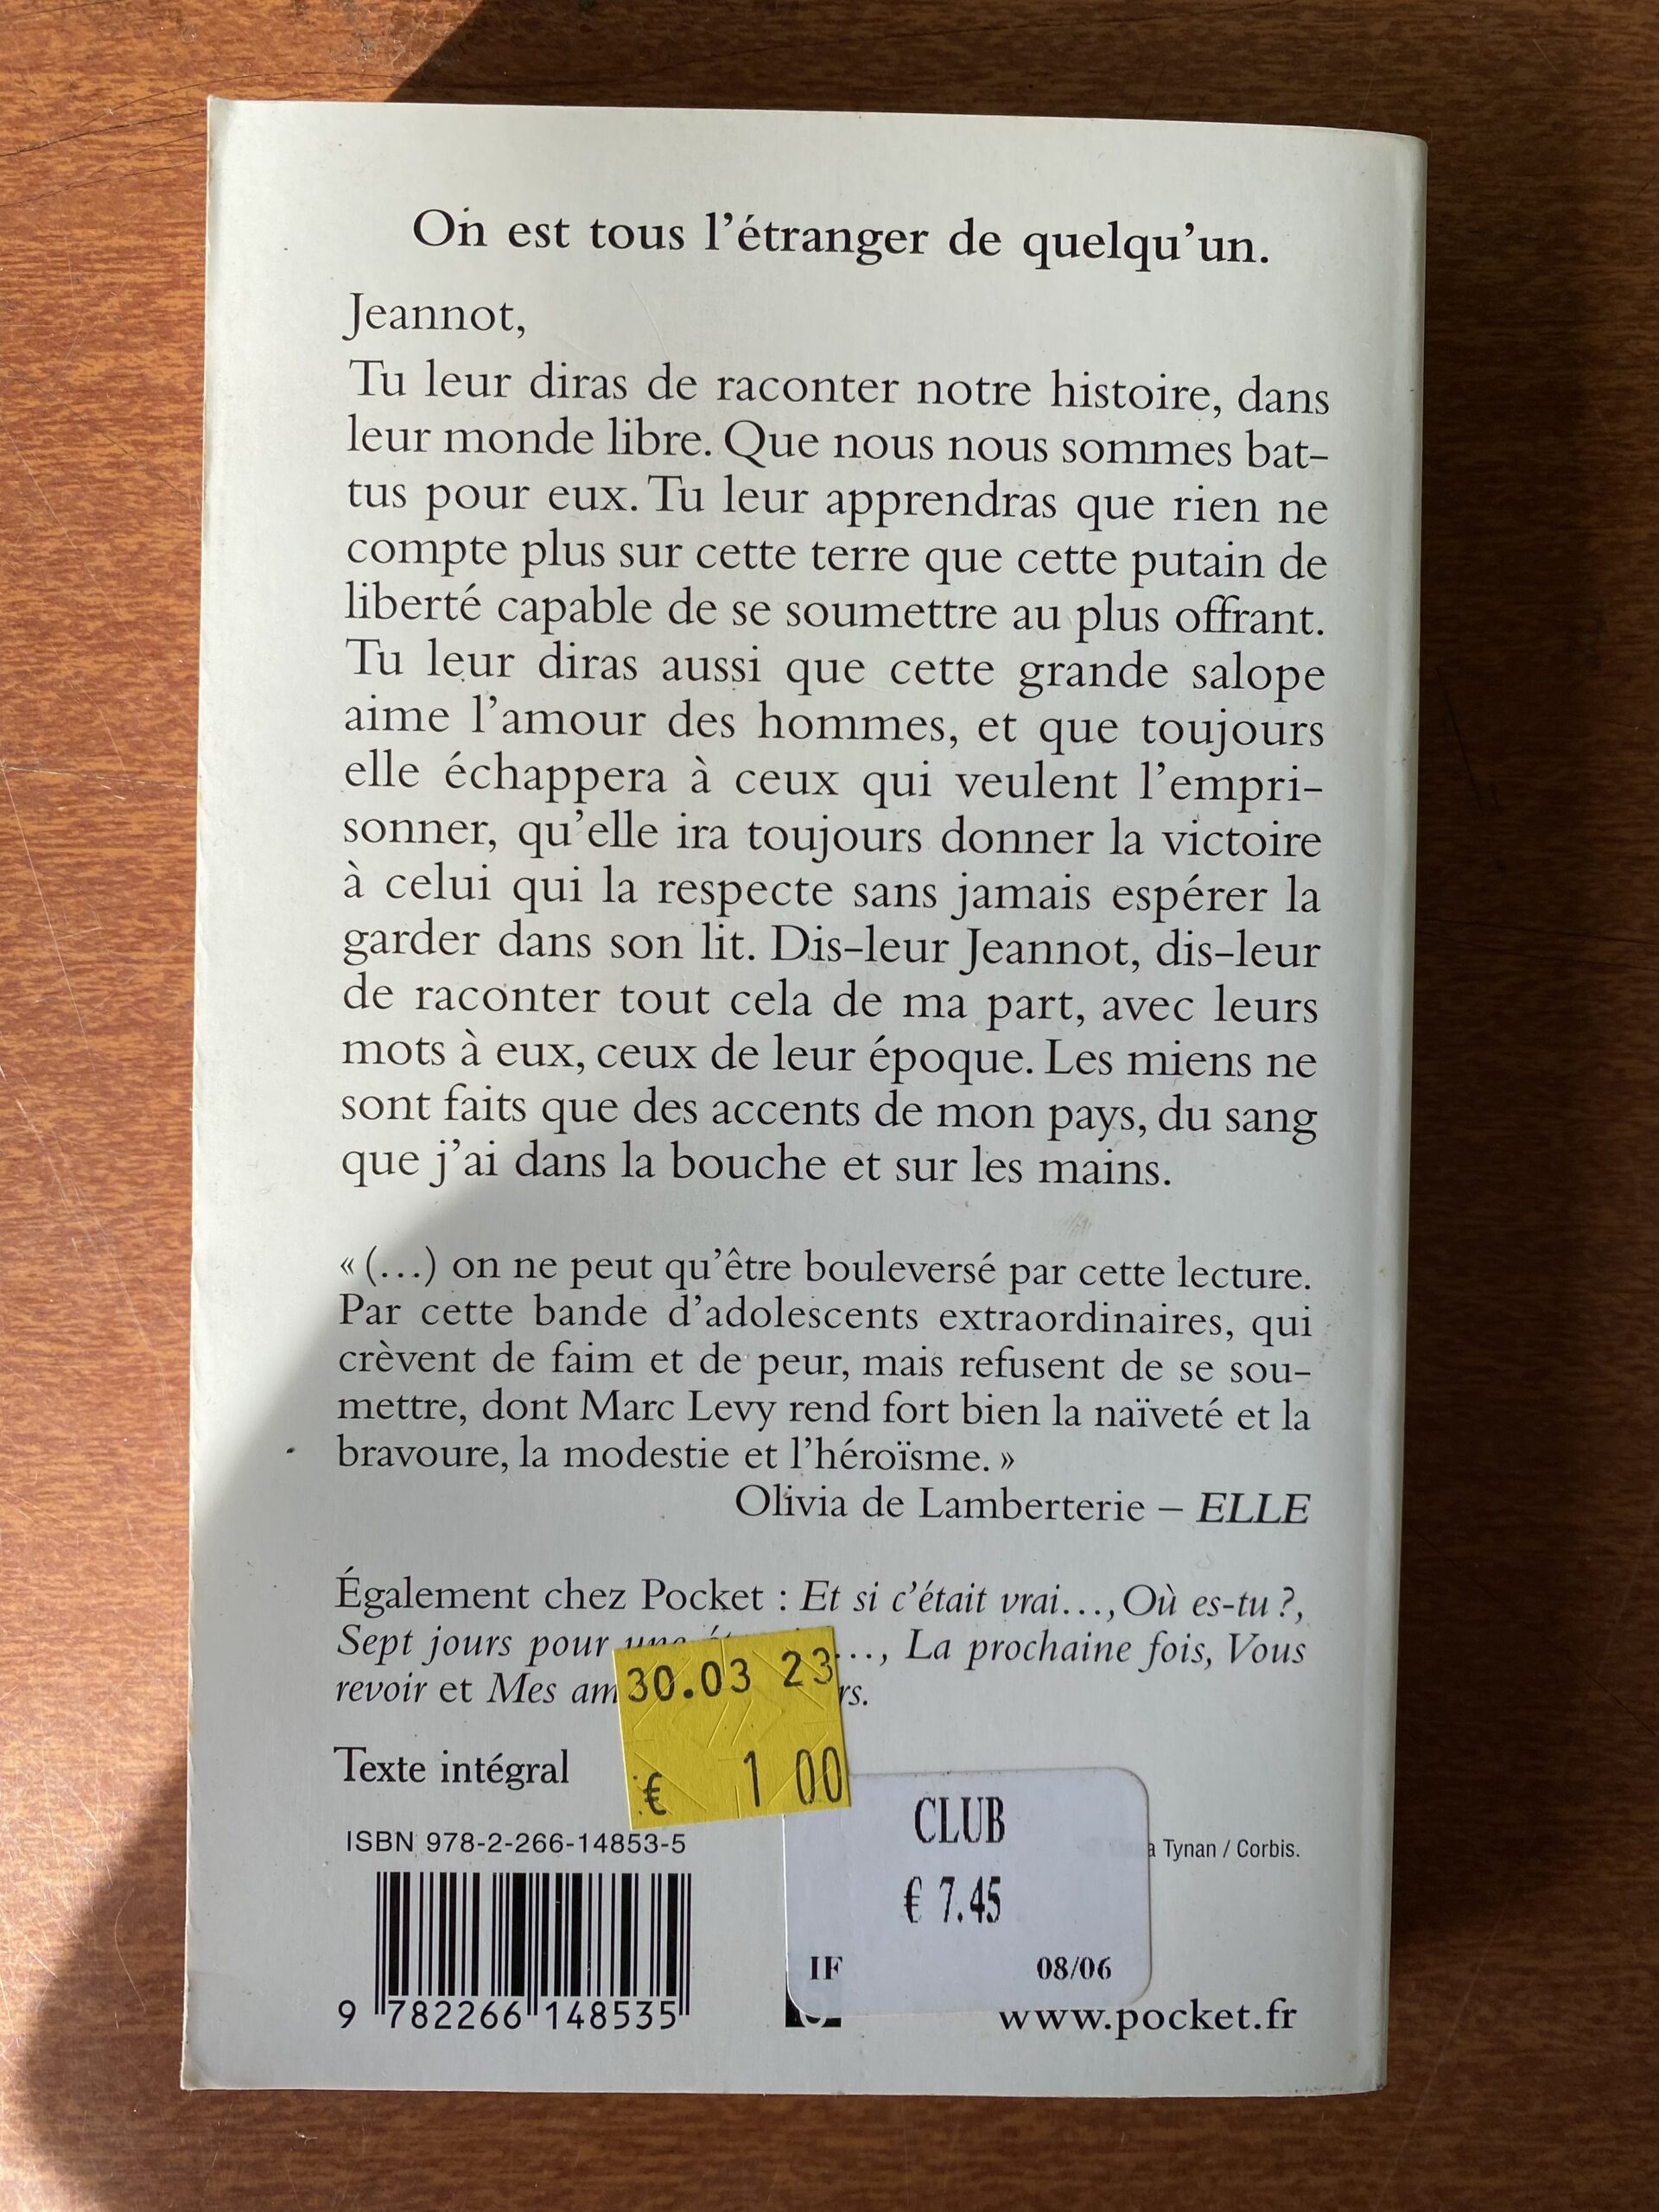 On est tous l'étranger de quelqu'un.
Jeannot,
Tu leur diras de raconter notre histoire, dans
leur monde libre. Que nous nous sommes bat-
tus pour eux. Tu leur apprendras que rien ne
compte plus sur cette terre que cette putain de
liberté capable de se soumettre au plus offrant.
Tu leur diras aussi que cette grande salope
aime l'amour des hommes, et que toujours
elle échappera à ceux qui veulent l'empri-
sonner, qu'elle ira toujours donner la victoire
à celui qui la respecte sans jamais espérer la
garder dans son lit. Dis-leur Jeannot, dis-leur
de raconter tout cela de ma part, avec leurs
mots à eux, ceux de leur époque. Les miens ne
sont faits que des accents de mon pays, du sang
que j'ai dans la bouche et sur les mains.
« (...) on ne peut qu'être bouleversé par cette lecture.
Par cette bande d'adolescents extraordinaires, qui
crèvent de faim et de peur, mais refusent de se sou-
mettre, dont Marc Levy rend fort bien la naïveté et la
bravoure, la modestie et l'héroïsme. »
Olivia de Lamberterie – ELLE
Également chez Pocket : Et si c'était vrai..., Où es-tu ?,
Sept jours pour ..., La prochaine fois, Vous
revoir et Mes
30.03 23
€ 1 00
Texte intégral
CLUB
€ 7.45
IF 08/06
ISBN 978-2-266-14853-5
Tynan / Corbis.
9 782266 148535
www.pocket.fr